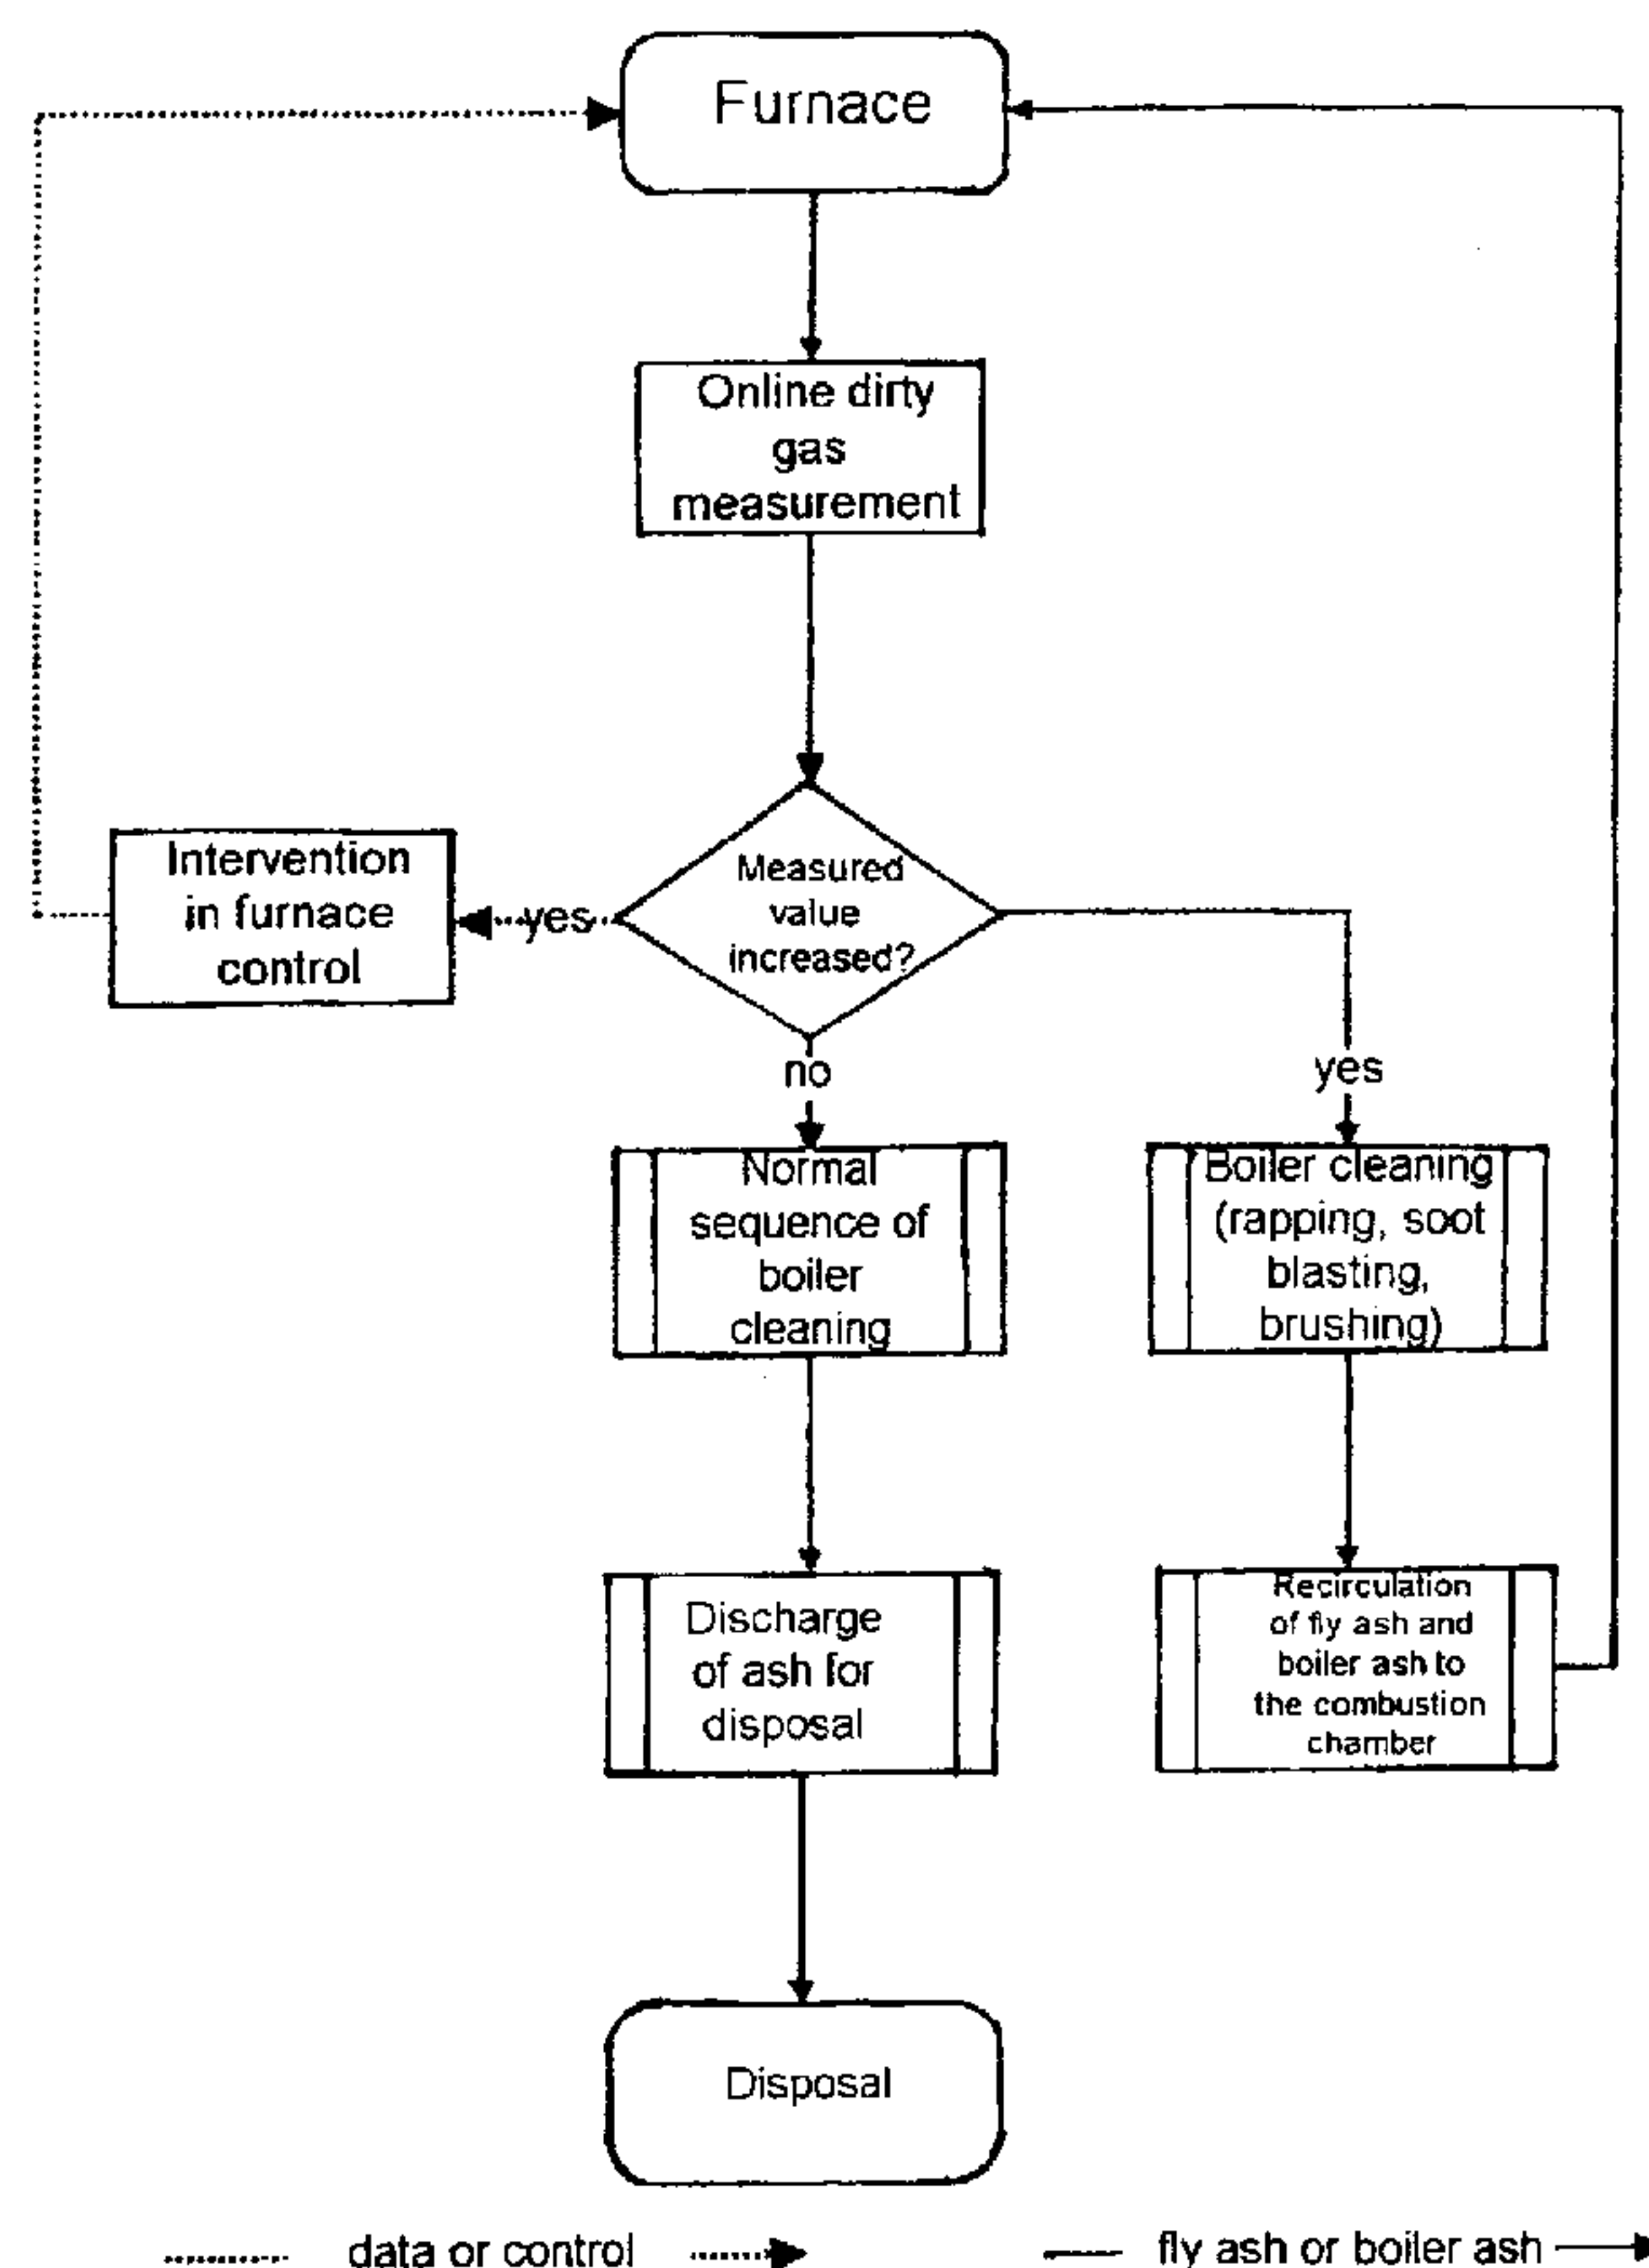 Furnace
Online dirty
gas
measurement
Measured
value
increased?
Intervention
in furnace
control
yes
no
yes
Normal
sequence of
boiler
cleaning
Boiler cleaning
(rapping, soot
blasting,
brushing)
Discharge
of ash for
disposal
Recirculation
of fly ash and
boiler ash to
the combustion
chamber
Disposal
data or control
fly ash or boiler ash